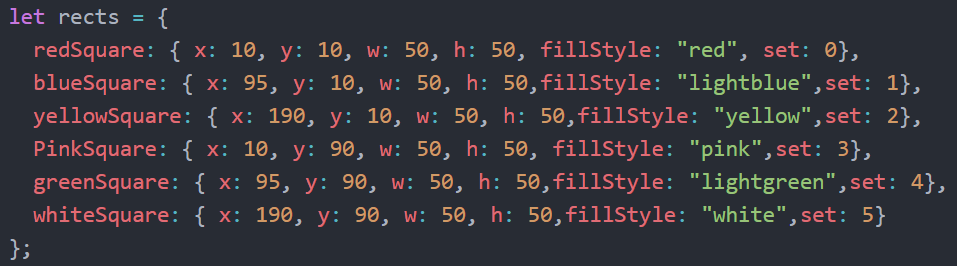 let rects = {
  redSquare: { x: 10, y: 10, w: 50, h: 50, fillStyle: "red", set: 0},
  blueSquare: { x: 95, y: 10, w: 50, h: 50,fillStyle: "lightblue",set: 1},
  yellowSquare: { x: 190, y: 10, w: 50, h: 50,fillStyle: "yellow",set: 2},
  PinkSquare: { x: 10, y: 90, w: 50, h: 50, fillStyle: "pink",set: 3},
  greenSquare: { x: 95, y: 90, w: 50, h: 50,fillStyle: "lightgreen",set: 4},
  whiteSquare: { x: 190, y: 90, w: 50, h: 50,fillStyle: "white",set: 5}
};